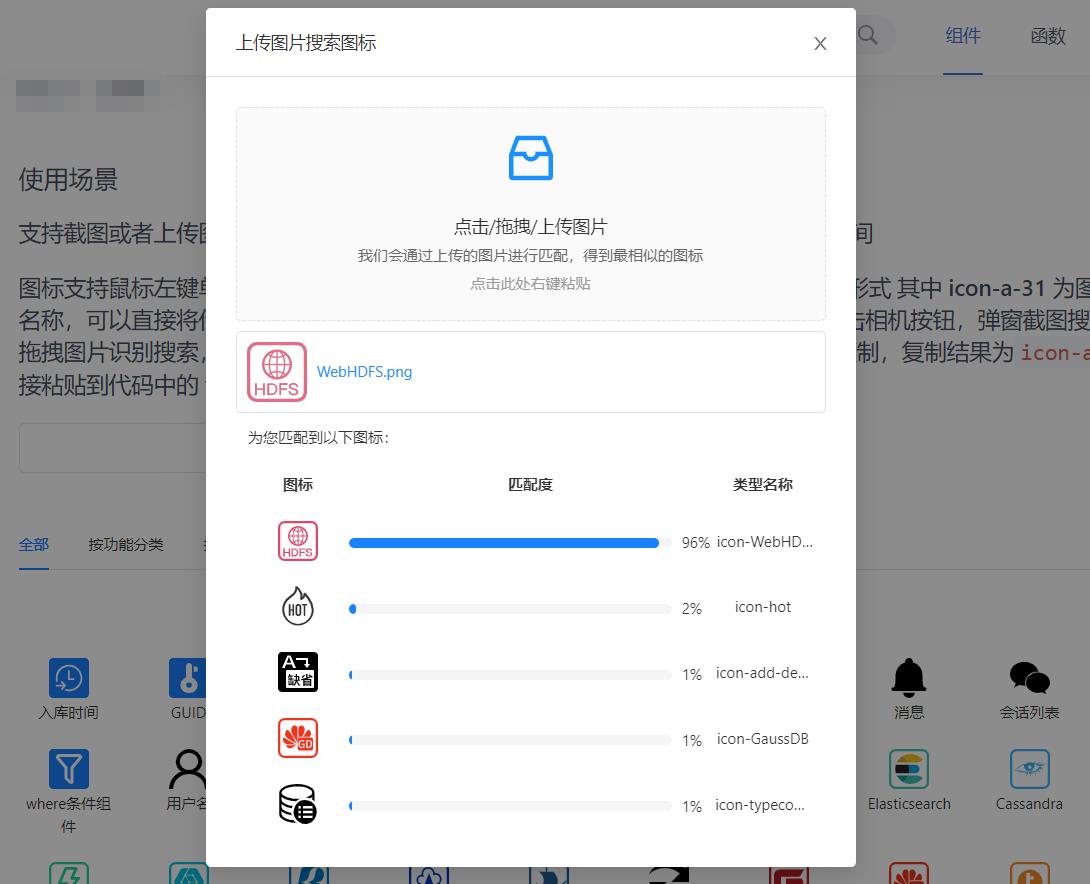 上传图片搜索图标
X
组件
函数
使用场景
点击/拖拽/上传图片
支持截图或者上传
间
我们会通过上传的图片进行匹配，得到最相似的图标
点击此处右键粘贴
图标支持鼠标左键单
形式 其中 icon-a-31 为图
名称，可以直接将
击相机按钮，弹窗截图搜
拖拽图片识别搜索，
制，复制结果为 icon-a
接粘贴到代码中的
HDFS
WebHDFS.png
为您匹配到以下图标：
图标
匹配度
类型名称
全部
按功能分类
HDFS
96%
icon-WebHD...
HOT
2%
icon-hot
A
缺省
1%
icon-add-de...
GD
1%
icon-GaussDB
1%
icon-typeco...
入库时间
GUID
消息
会话列表
where条件组
件
用户名
Elasticsearch
Cassandra